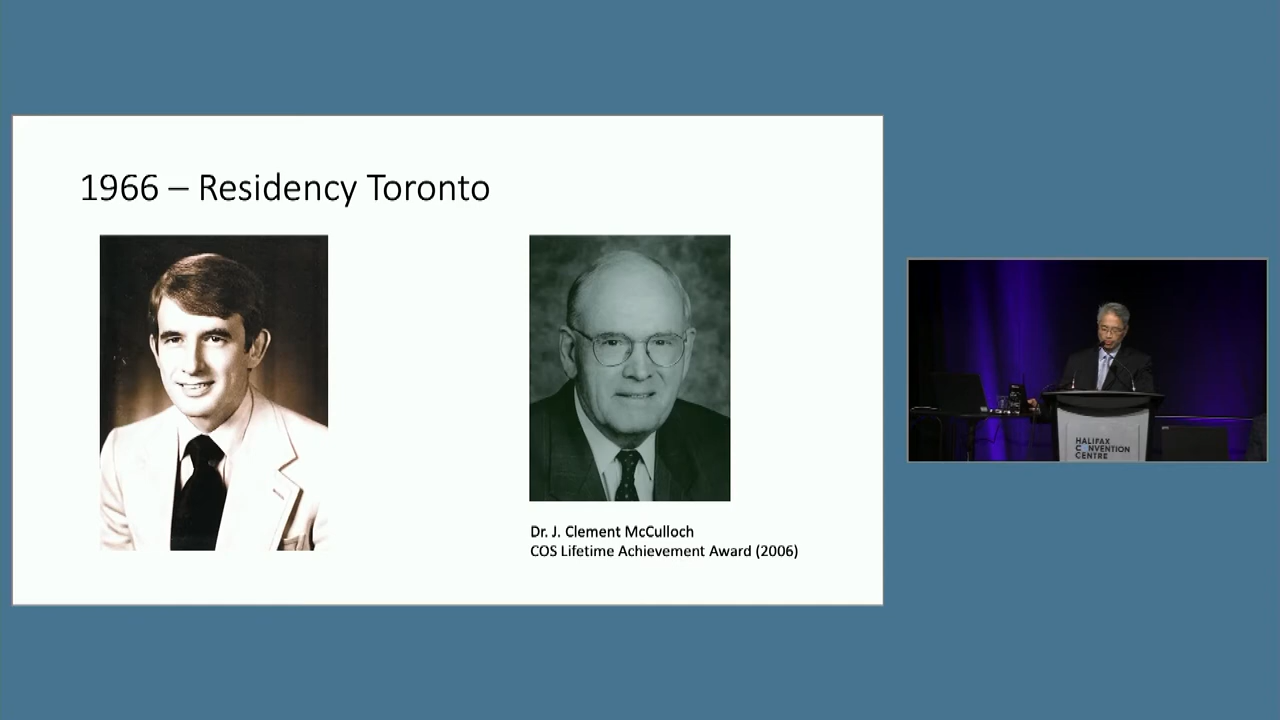 1966 – Residency Toronto
Dr. J. Clement McCulloch
COS Lifetime Achievement Award (2006)
HALIFAX
CONVENTION
CENTRE